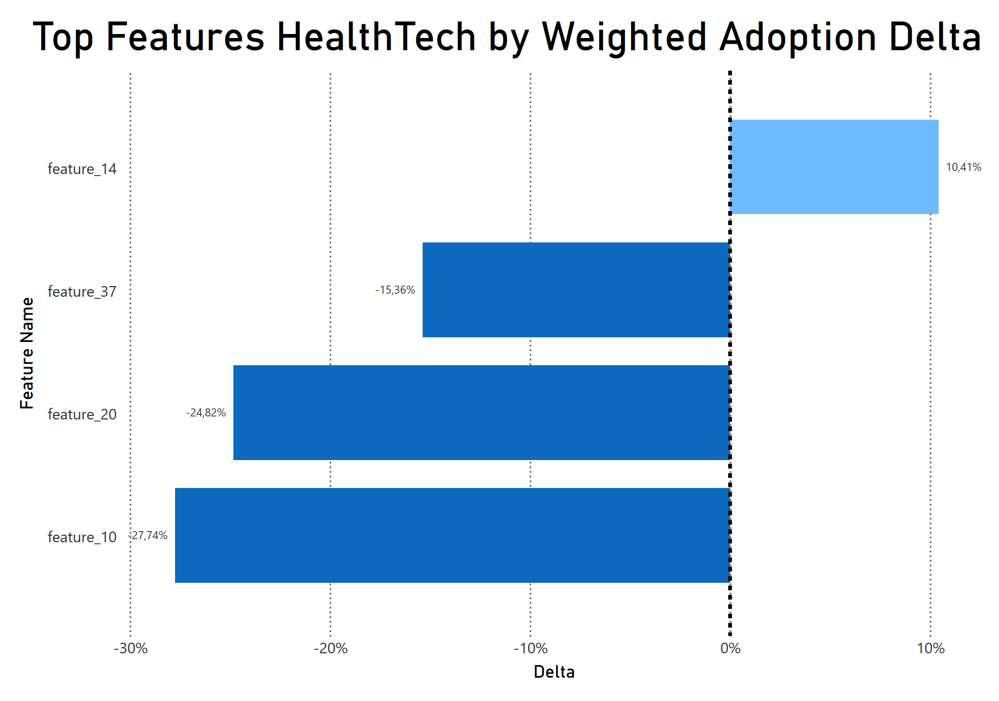 Top Features HealthTech by Weighted Adoption Delta
Feature Name
feature_14
10,41%
feature_37
-15,36%
feature_20
-24,82%
feature_10
-27,74%
-30%
-20%
-10%
0%
10%
Delta